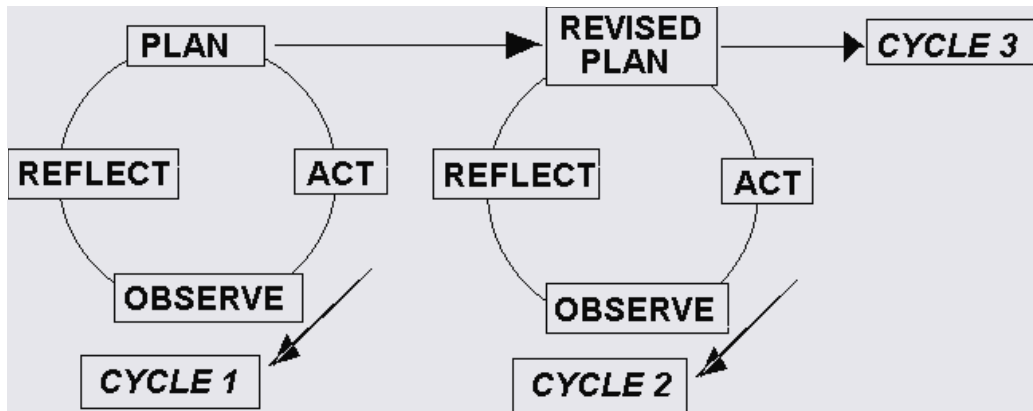 PLAN
REVISED
PLAN
CYCLE 3
REFLECT
ACT
REFLECT
ACT
OBSERVE
OBSERVE
CYCLE 1
CYCLE 2